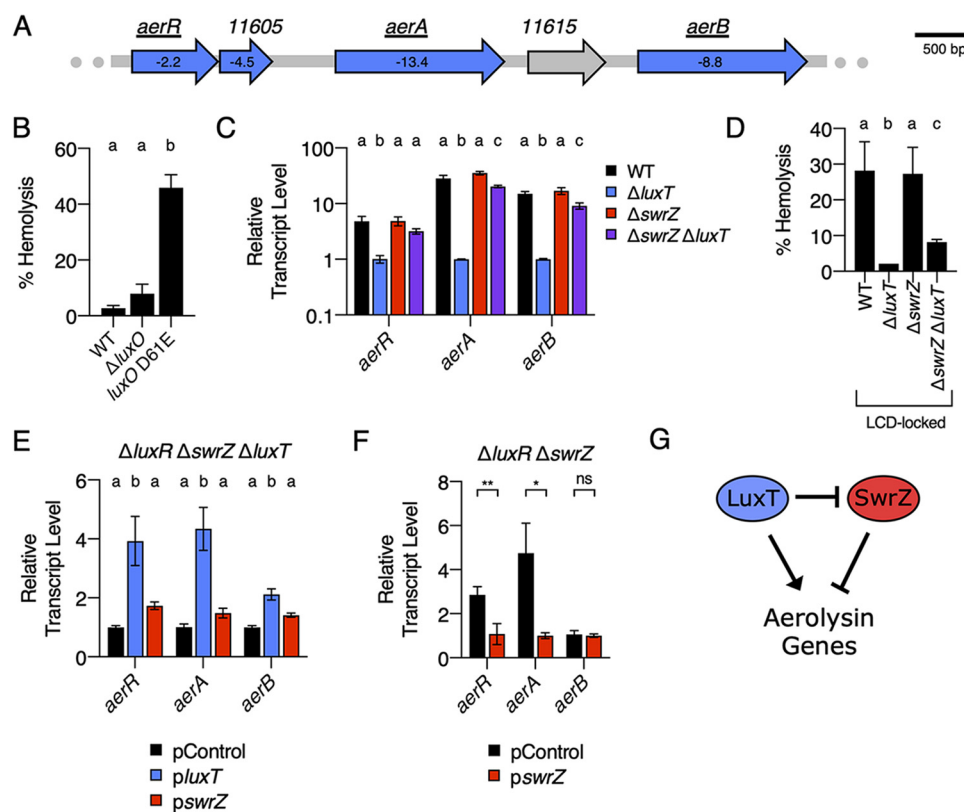 A
aerR 11605 aerA 11615 aerB
-2.2 -4.5 -13.4 -8.8
500 bp
B
% Hemolysis
60
40
20
0
a a b
WT
ΔluxO
luxO D61E
C
Relative
Transcript Level
100
10
1
0.1
a b a a a b a c a b a c
aerR
aerA
aerB
WT
ΔluxT
ΔswrZ
ΔswrZ ΔluxT
D
% Hemolysis
40
30
20
10
0
a b a c
WT
ΔluxT
ΔswrZ
ΔswrZ ΔluxT
LCD-locked
E
ΔluxR ΔswrZ ΔluxT
Relative
Transcript Level
6
4
2
0
a b a a b a a b a
aerR
aerA
aerB
pControl
pluxT
pswrZ
F
ΔluxR ΔswrZ
Relative
Transcript Level
8
6
4
2
0
** * ns
aerR
aerA
aerB
pControl
pswrZ
G
LuxT SwrZ
Aerolysin
Genes